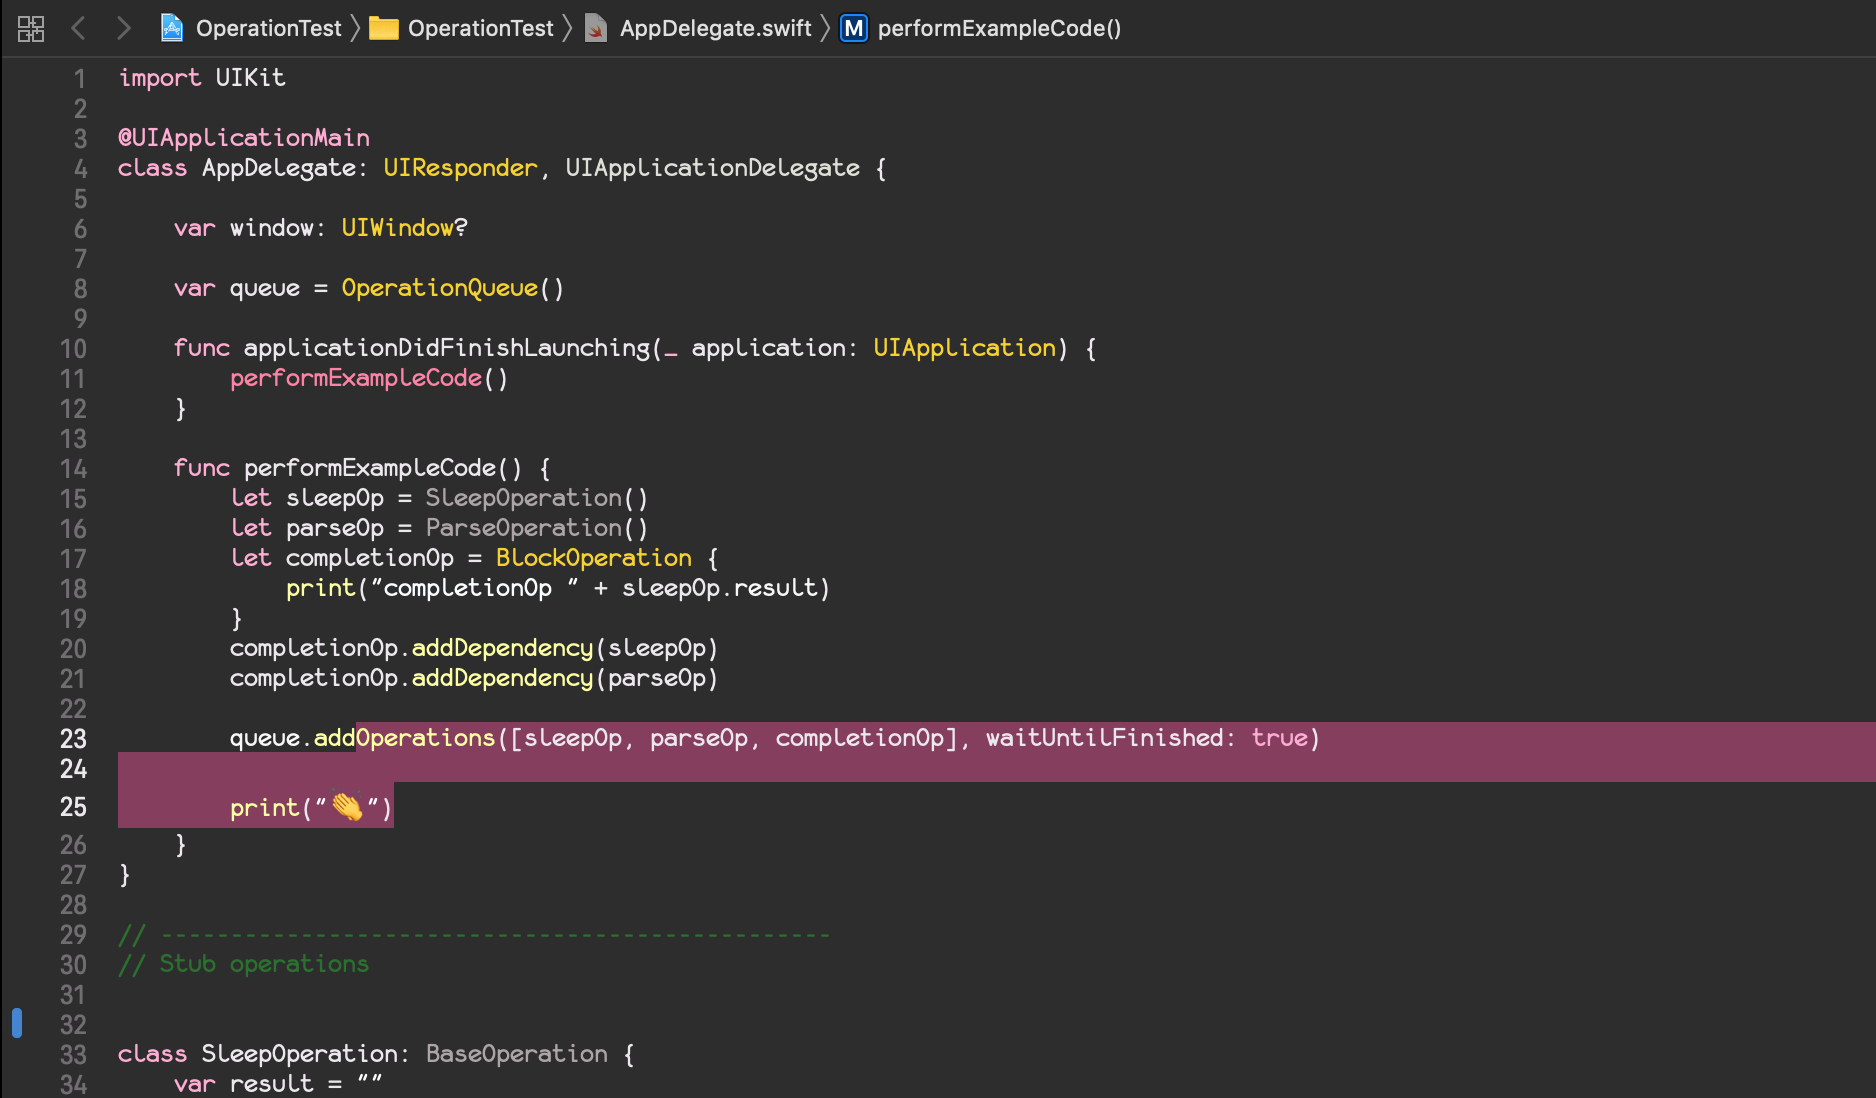 OperationTest 〉 OperationTest 〉 AppDelegate.swift 〉 M performExampleCode()
1 import UIKit
2
3 @UIApplicationMain
4 class AppDelegate: UIResponder, UIApplicationDelegate {
5
6     var window: UIWindow?
7
8     var queue = OperationQueue()
9
10     func applicationDidFinishLaunching(_ application: UIApplication) {
11         performExampleCode()
12     }
13
14     func performExampleCode() {
15         let sleepOp = SleepOperation()
16         let parseOp = ParseOperation()
17         let completionOp = BlockOperation {
18             print("completionOp " + sleepOp.result)
19         }
20         completionOp.addDependency(sleepOp)
21         completionOp.addDependency(parseOp)
22
23         queue.addOperations([sleepOp, parseOp, completionOp], waitUntilFinished: true)
24
25         print("👏")
26     }
27 }
28
29 // ------------------------------------------------
30 // Stub operations
31
32
33 class SleepOperation: BaseOperation {
34     var result = ""